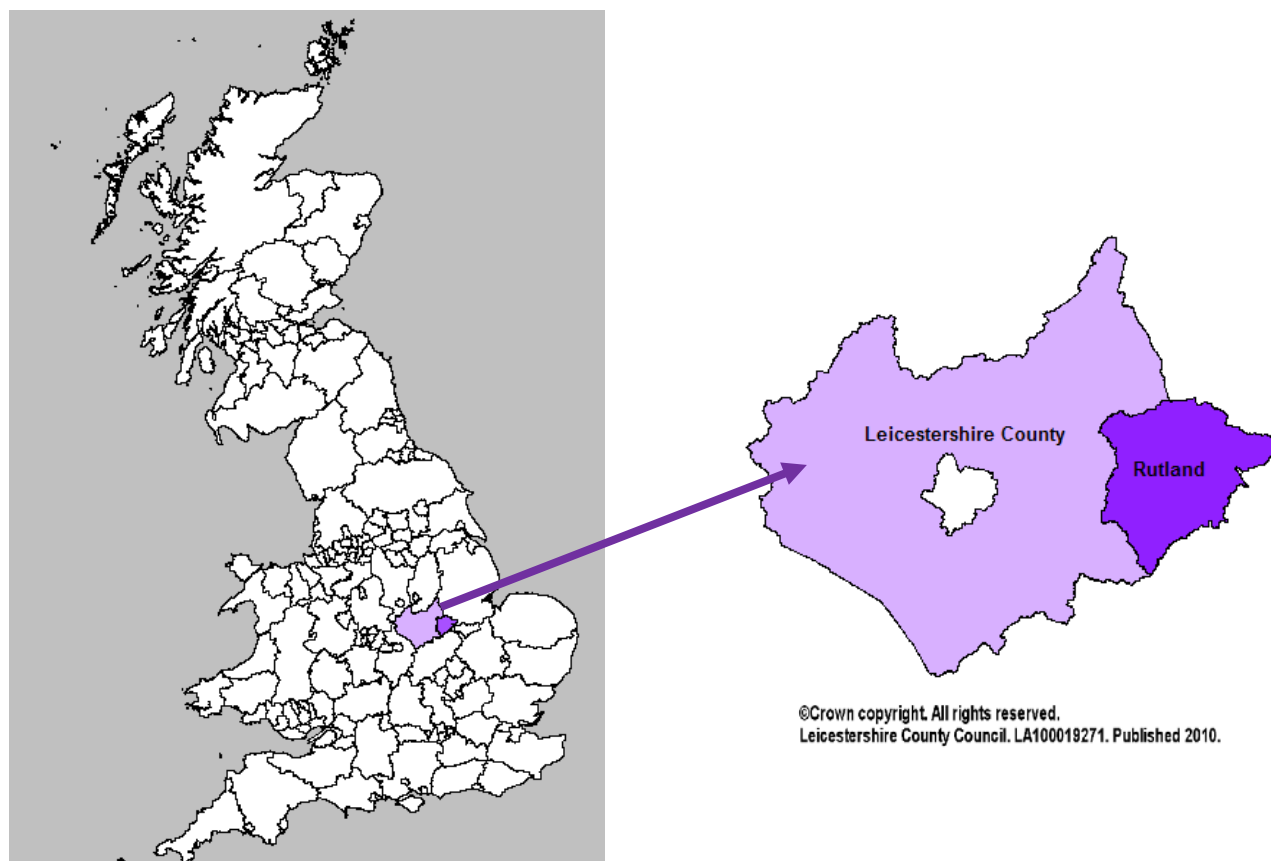 Leicestershire County
Rutland
©Crown copyright. All rights reserved.
Leicestershire County Council. LA100019271. Published 2010.